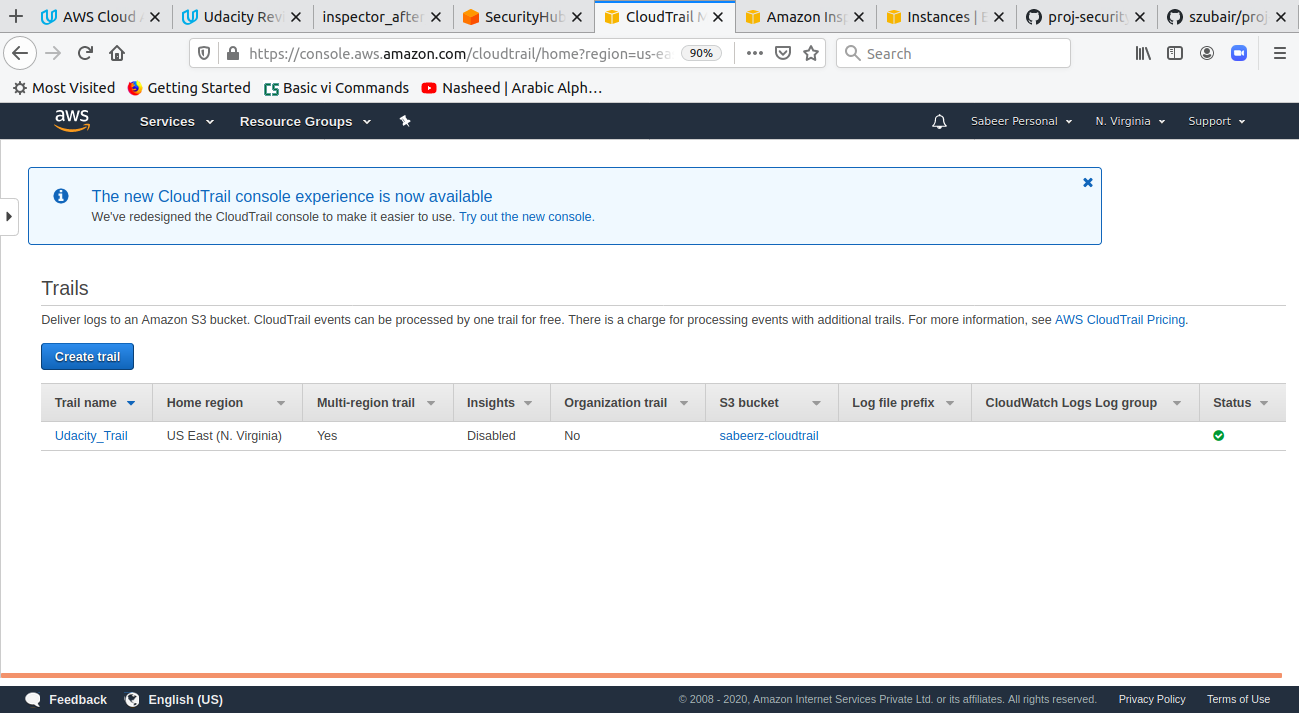 AWS Cloud A
Udacity Revi
inspector_after
SecurityHub
CloudTrail M
Amazon Insp
Instances | E
proj-security
szubair/proj
https://console.aws.amazon.com/cloudtrail/home?region=us-ea
90%
Search
Most Visited
Getting Started
Basic vi Commands
Nasheed | Arabic Alph…
aws
Services
Resource Groups
Sabeer Personal
N. Virginia
Support
The new CloudTrail console experience is now available
We've redesigned the CloudTrail console to make it easier to use. Try out the new console.
Trails
Deliver logs to an Amazon S3 bucket. CloudTrail events can be processed by one trail for free. There is a charge for processing events with additional trails. For more information, see AWS CloudTrail Pricing.
Create trail
Trail name Home region Multi-region trail Insights Organization trail S3 bucket Log file prefix CloudWatch Logs Log group Status
Udacity_Trail US East (N. Virginia) Yes Disabled No sabeerz-cloudtrail
Feedback
English (US)
© 2008 - 2020, Amazon Internet Services Private Ltd. or its affiliates. All rights reserved.
Privacy Policy
Terms of Use